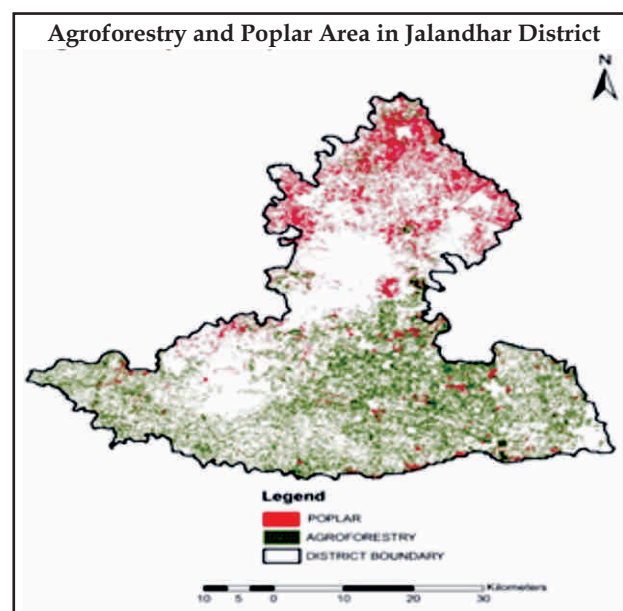 Agroforestry and Poplar Area in Jalandhar District
N
Legend
POPLAR
AGROFORESTRY
DISTRICT BOUNDARY
Kilometers
10 5 0 10 20 30